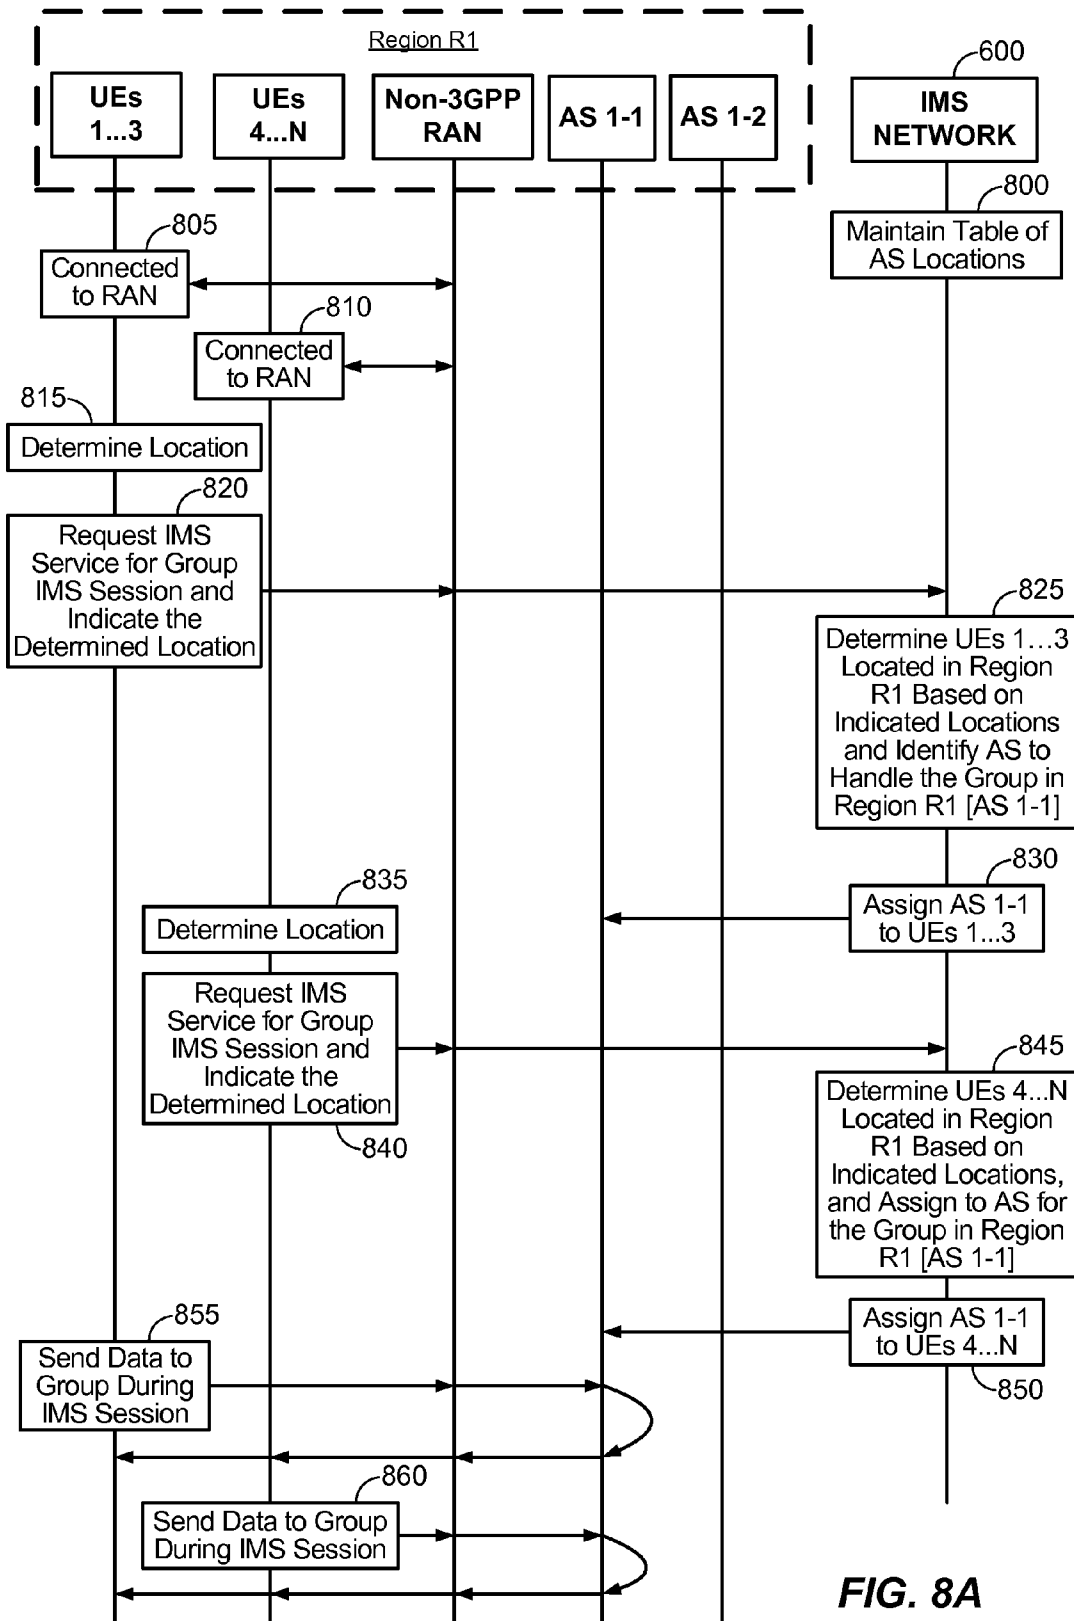 Region R1
UEs
1...3
UEs
4...N
Non-3GPP
RAN
AS 1-1
AS 1-2
600
IMS
NETWORK
800
Maintain Table of
AS Locations
805
Connected
to RAN
810
Connected
to RAN
815
Determine Location
820
Request IMS
Service for Group
IMS Session and
Indicate the
Determined Location
825
Determine UEs 1...3
Located in Region
R1 Based on
Indicated Locations
and Identify AS to
Handle the Group in
Region R1 [AS 1-1]
830
Assign AS 1-1
to UEs 1...3
835
Determine Location
Request IMS
Service for Group
IMS Session and
Indicate the
Determined Location
840
845
Determine UEs 4...N
Located in Region
R1 Based on
Indicated Locations,
and Assign to AS for
the Group in Region
R1 [AS 1-1]
Assign AS 1-1
to UEs 4...N
850
855
Send Data to
Group During
IMS Session
860
Send Data to Group
During IMS Session
FIG. 8A